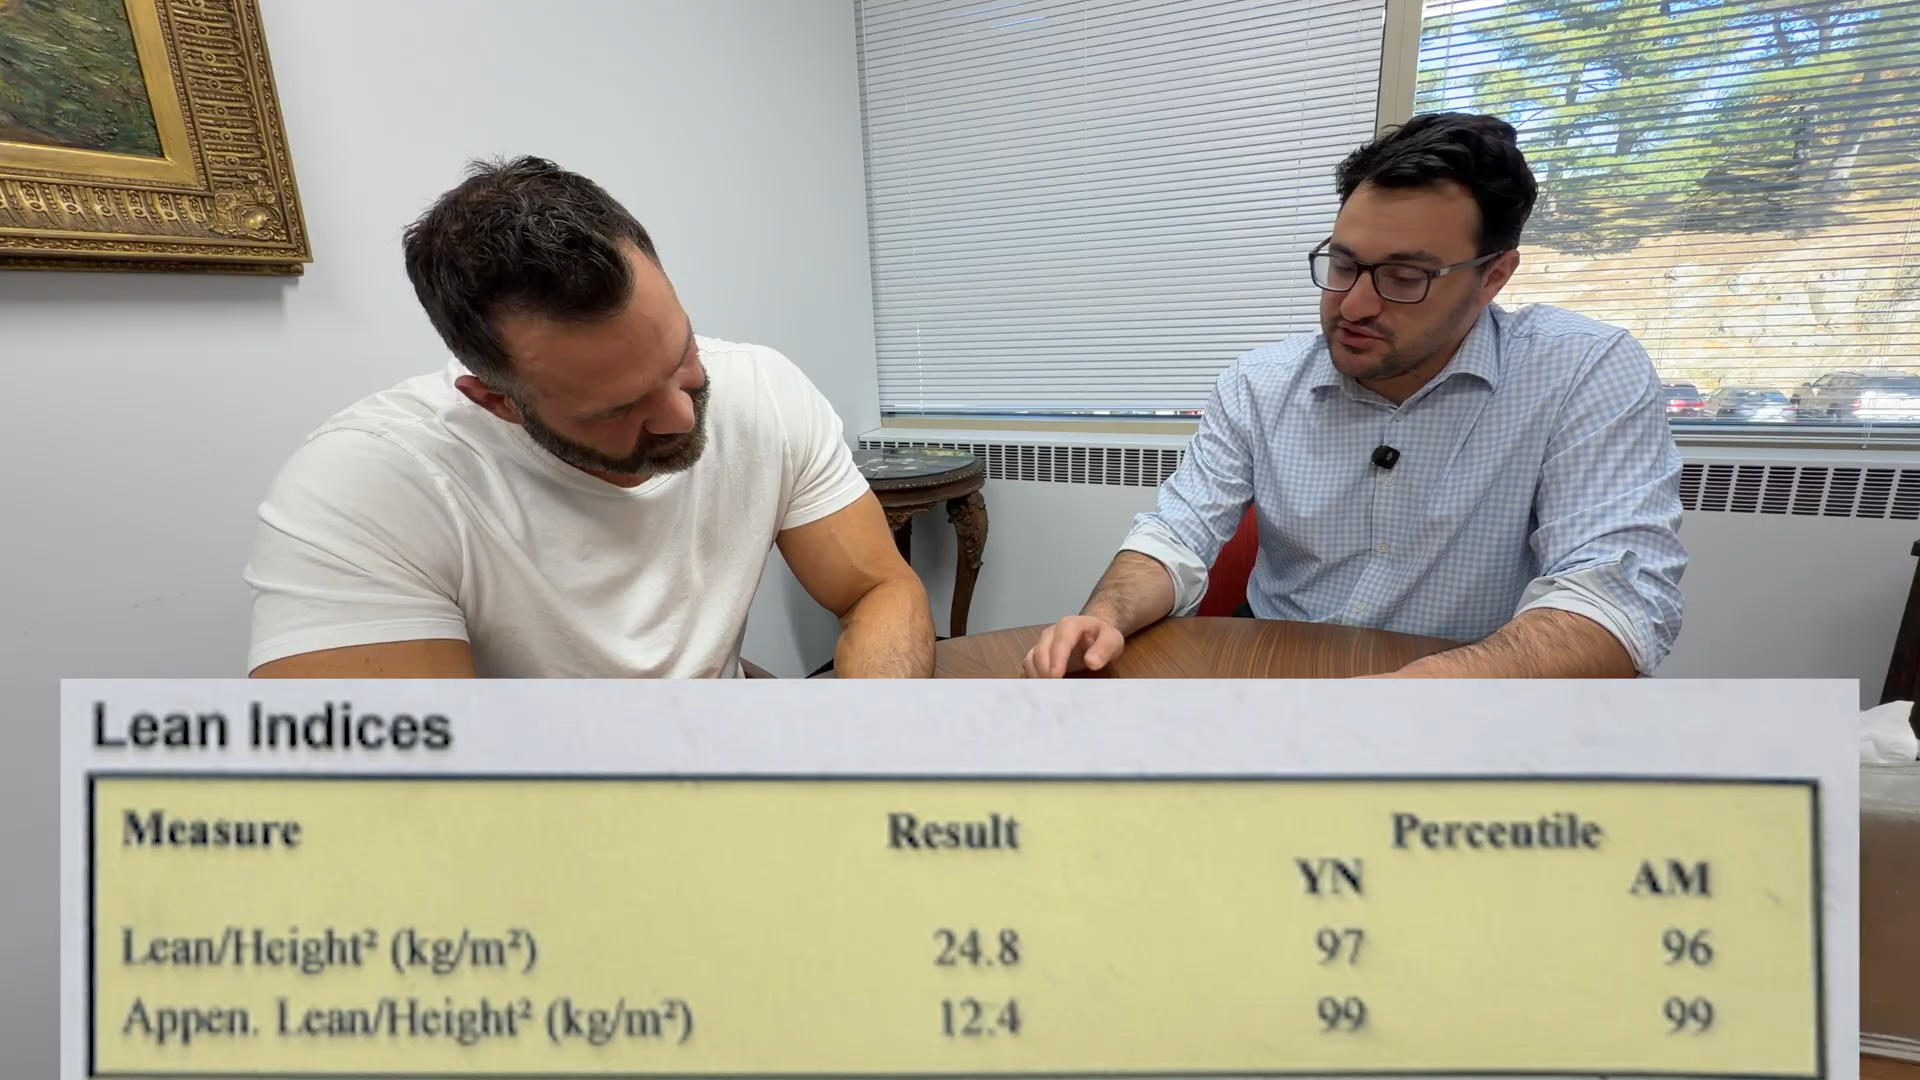 Lean Indices
Measure Result Percentile
YN AM
Lean/Height² (kg/m²) 24.8 97 96
Appen. Lean/Height² (kg/m²) 12.4 99 99